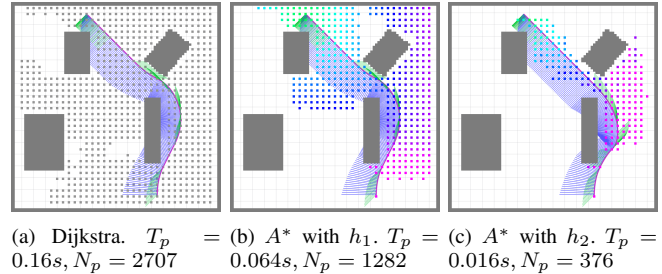 (a) Dijkstra. $T_p$ = (b) $A^*$ with $h_1$. $T_p$ = (c) $A^*$ with $h_2$. $T_p$ =
$0.16s, N_p = 2707$ $0.064s, N_p = 1282$ $0.016s, N_p = 376$